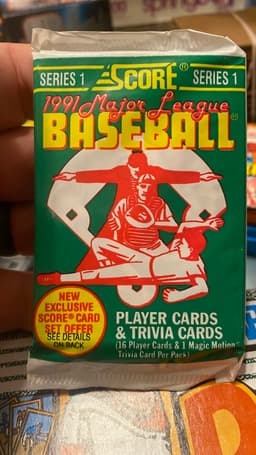 SERIES 1 SCORE® SERIES 1
1991 Major League
BASEBALL
NEW
EXCLUSIVE
SCORE® CARD
SET OFFER
SEE DETAILS
ON BACK
PLAYER CARDS
& TRIVIA CARDS
(16 Player Cards & 1 Magic Motion
Trivia Card Per Pack)